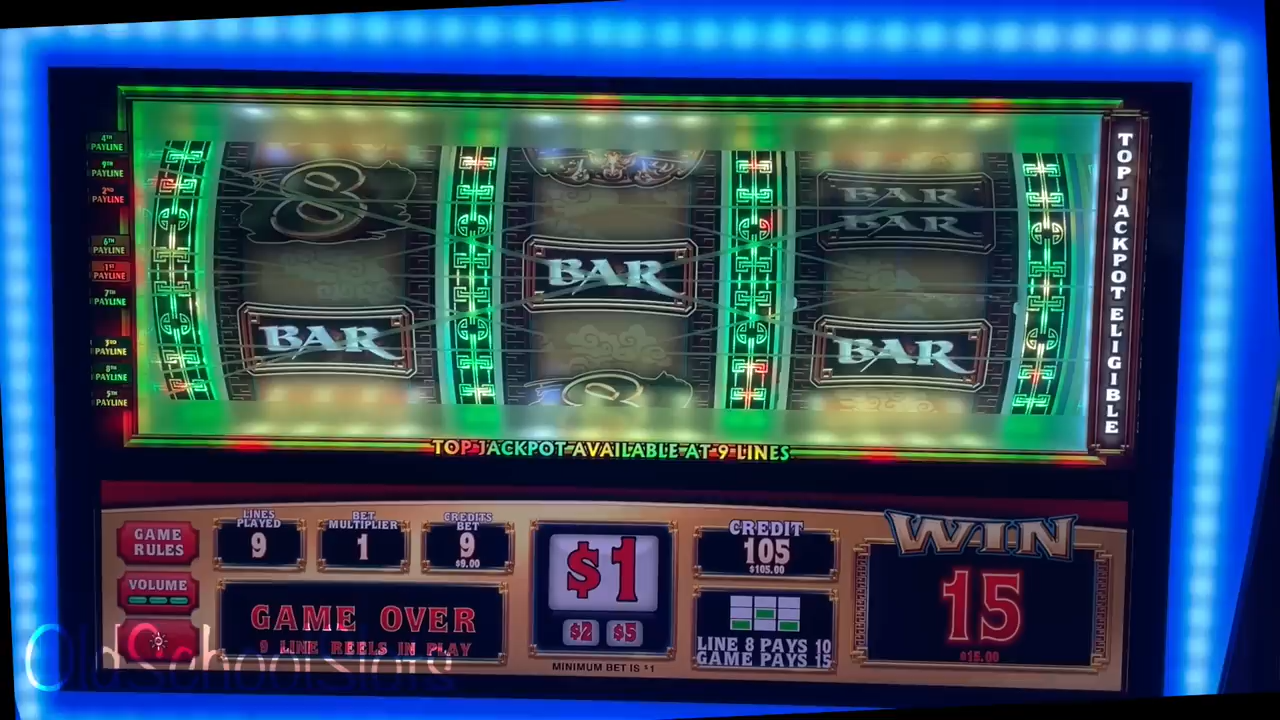 4TH
PAYLINE
9TH
PAYLINE
2ND
PAYLINE
6TH
PAYLINE
1ST
PAYLINE
7TH
PAYLINE
3RD
PAYLINE
8TH
PAYLINE
5TH
PAYLINE
8
BAR
BAR
8
BAR
BAR
BAR
TOP JACKPOT ELIGIBLE
TOP JACKPOT AVAILABLE AT 9 LINES
GAME
RULES
VOLUME
LINES
PLAYED
9
BET
MULTIPLIER
1
CREDITS
BET
9
$9.00
GAME OVER
9 LINE REELS IN PLAY
$1
$2 $5
MINIMUM BET IS $1
CREDIT
105
$105.00
LINE 8 PAYS 10
GAME PAYS 15
WIN
15
$15.00
OldSchoolSlots